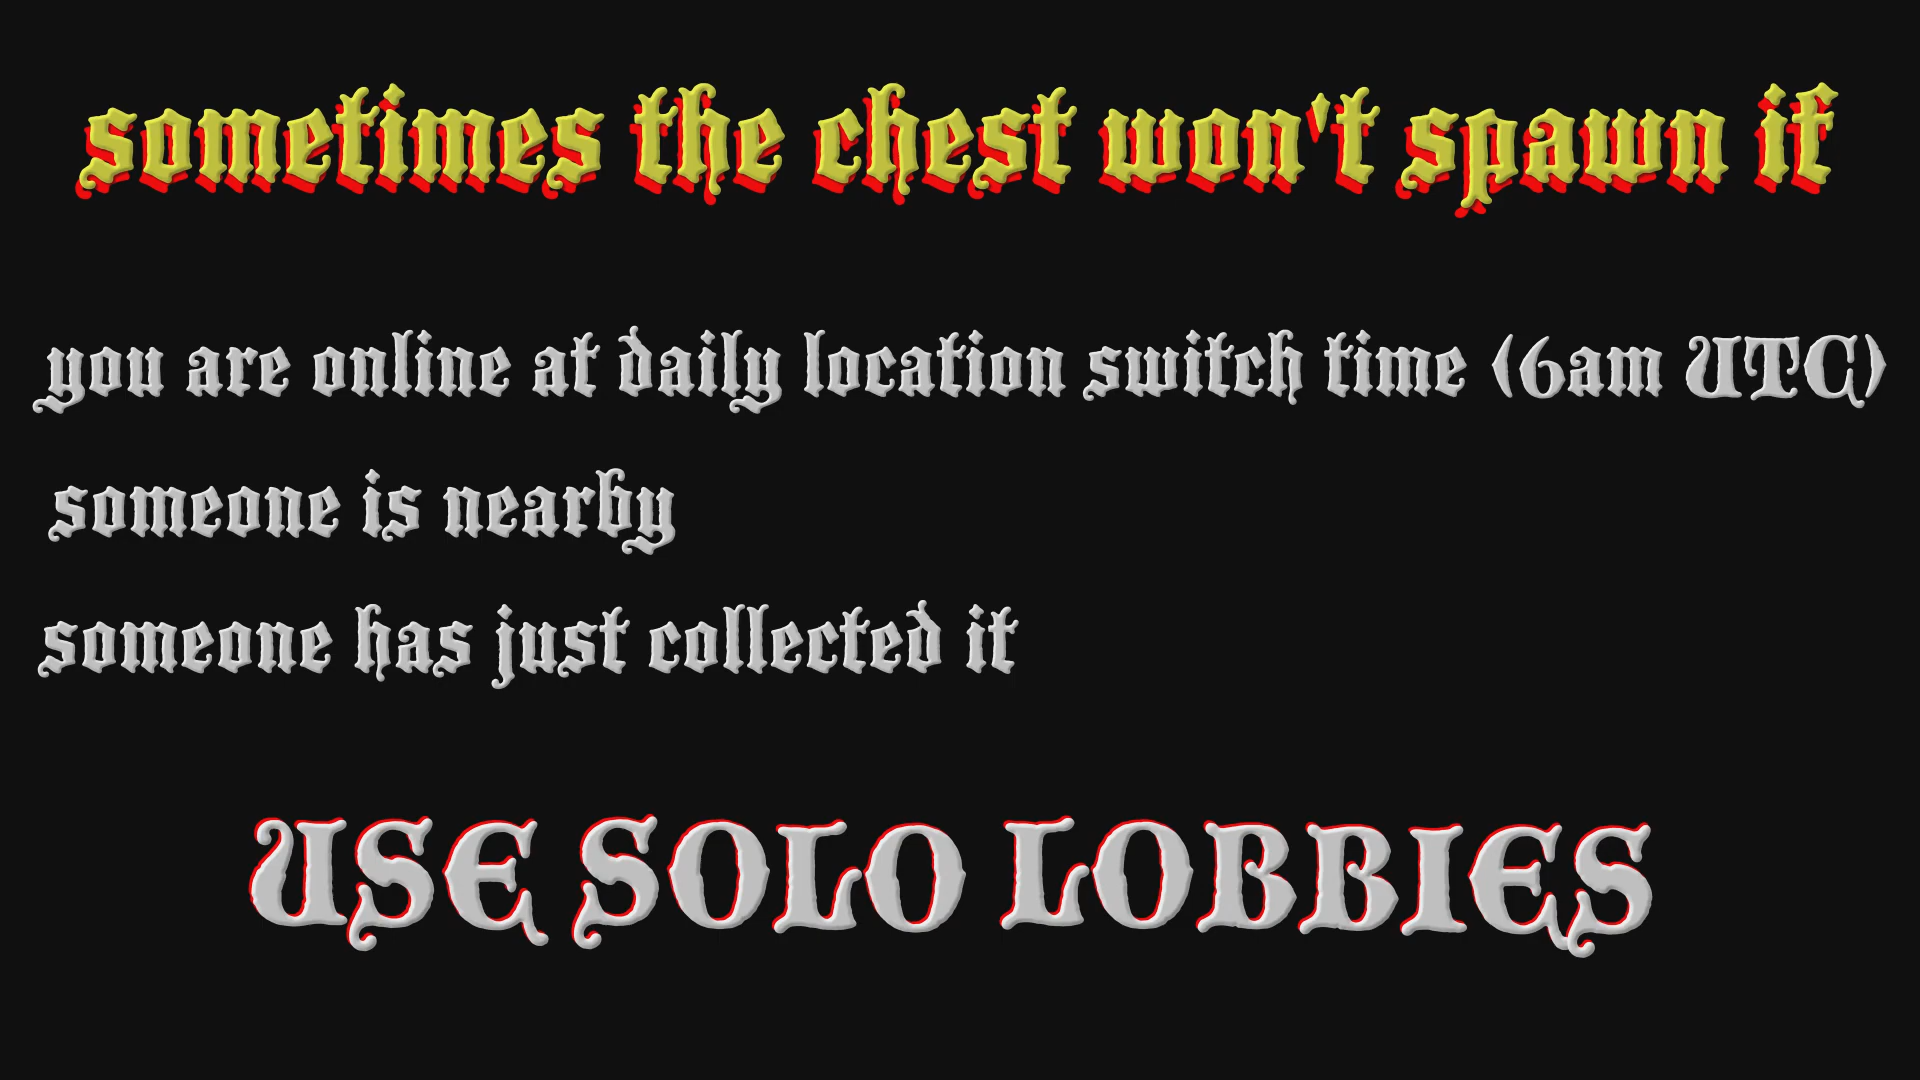 sometimes the chest won't spawn if
you are online at daily location switch time (6am UTC)
someone is nearby
someone has just collected it
USE SOLO LOBBIES